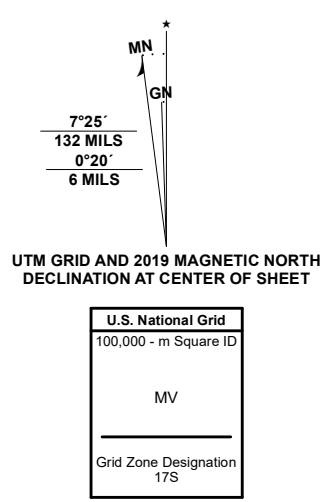 MN
GN
7°25´
132 MILS
0°20´
6 MILS
UTM GRID AND 2019 MAGNETIC NORTH
DECLINATION AT CENTER OF SHEET
U.S. National Grid
100,000 - m Square ID
MV
Grid Zone Designation
17S